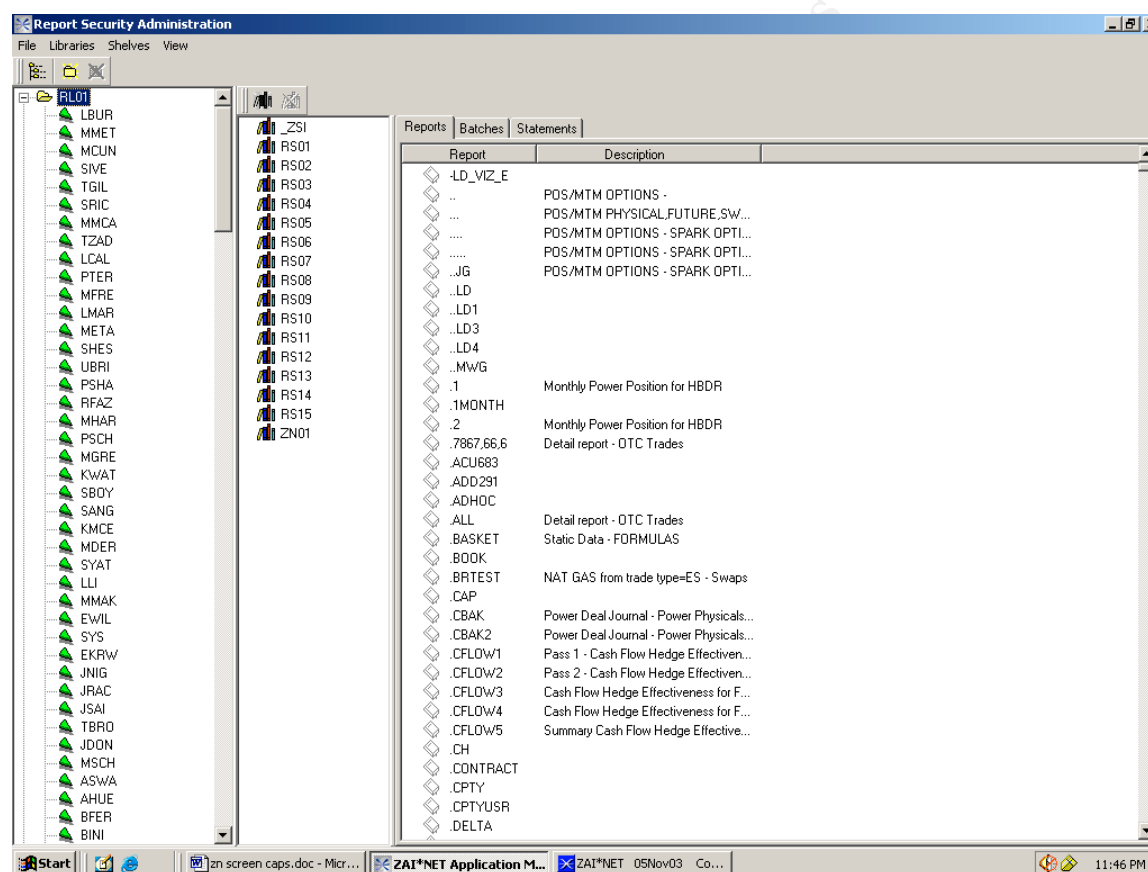 Report Security Administration
File Libraries Shelves View
RL01
LBUR
MMET
MCUN
SIVE
TGIL
SRIC
MMCA
TZAD
LCAL
PTER
MFRE
LMAR
META
SHES
UBRI
PSHA
RFAZ
MHAR
PSCH
MGRE
KWAT
SBOY
SANG
KMCE
MDER
SYAT
LLI
MMAK
EWIL
SYS
EKRW
JNIG
JRAC
JSAI
TBRO
JDON
MSCH
ASWA
AHUE
BFER
BINI
_ZSI
RS01
RS02
RS03
RS04
RS05
RS06
RS07
RS08
RS09
RS10
RS11
RS12
RS13
RS14
RS15
ZN01
Reports Batches Statements
Report Description
-LD_VIZ_E
.. POS/MTM OPTIONS -
... POS/MTM PHYSICAL,FUTURE,SW...
.... POS/MTM OPTIONS - SPARK OPTI...
..... POS/MTM OPTIONS - SPARK OPTI...
..JG POS/MTM OPTIONS - SPARK OPTI...
..LD
..LD1
..LD3
..LD4
..MWG
.1 Monthly Power Position for HBDR
.1MONTH
.2 Monthly Power Position for HBDR
.7867,66,6 Detail report - OTC Trades
.ACU683
.ADD291
.ADHOC
.ALL Detail report - OTC Trades
.BASKET Static Data - FORMULAS
.BOOK
.BRTEST NAT GAS from trade type=ES - Swaps
.CAP
.CBAK Power Deal Journal - Power Physicals...
.CBAK2 Power Deal Journal - Power Physicals...
.CFLOW1 Pass 1 - Cash Flow Hedge Effectiven...
.CFLOW2 Pass 2 - Cash Flow Hedge Effectiven...
.CFLOW3 Cash Flow Hedge Effectiveness for F...
.CFLOW4 Cash Flow Hedge Effectiveness for F...
.CFLOW5 Summary Cash Flow Hedge Effective...
.CH
.CONTRACT
.CPTY
.CPTYUSR
.DELTA
Start zn screen caps.doc - Micr... ZAI*NET Application M... ZAI*NET 05Nov03 Co... 11:46 PM